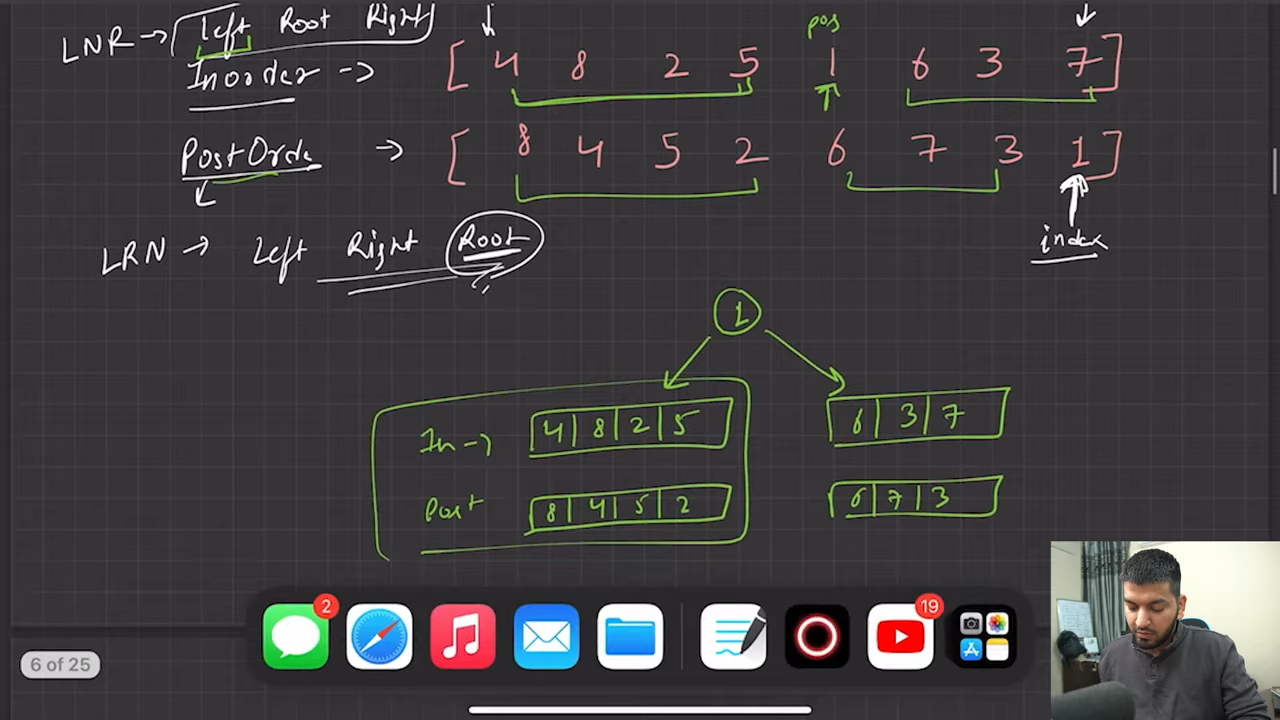 LNR → Left Root Right
pos
Inorder → [ 4 8 2 5 1 6 3 7 ]
PostOrde → [ 8 4 5 2 6 7 3 1 ]
index
LRN → Left Right Root
1
In → 4 | 8 | 2 | 5
6 | 3 | 7
Post 8 | 4 | 5 | 2
6 | 7 | 3
2
19
6 of 25